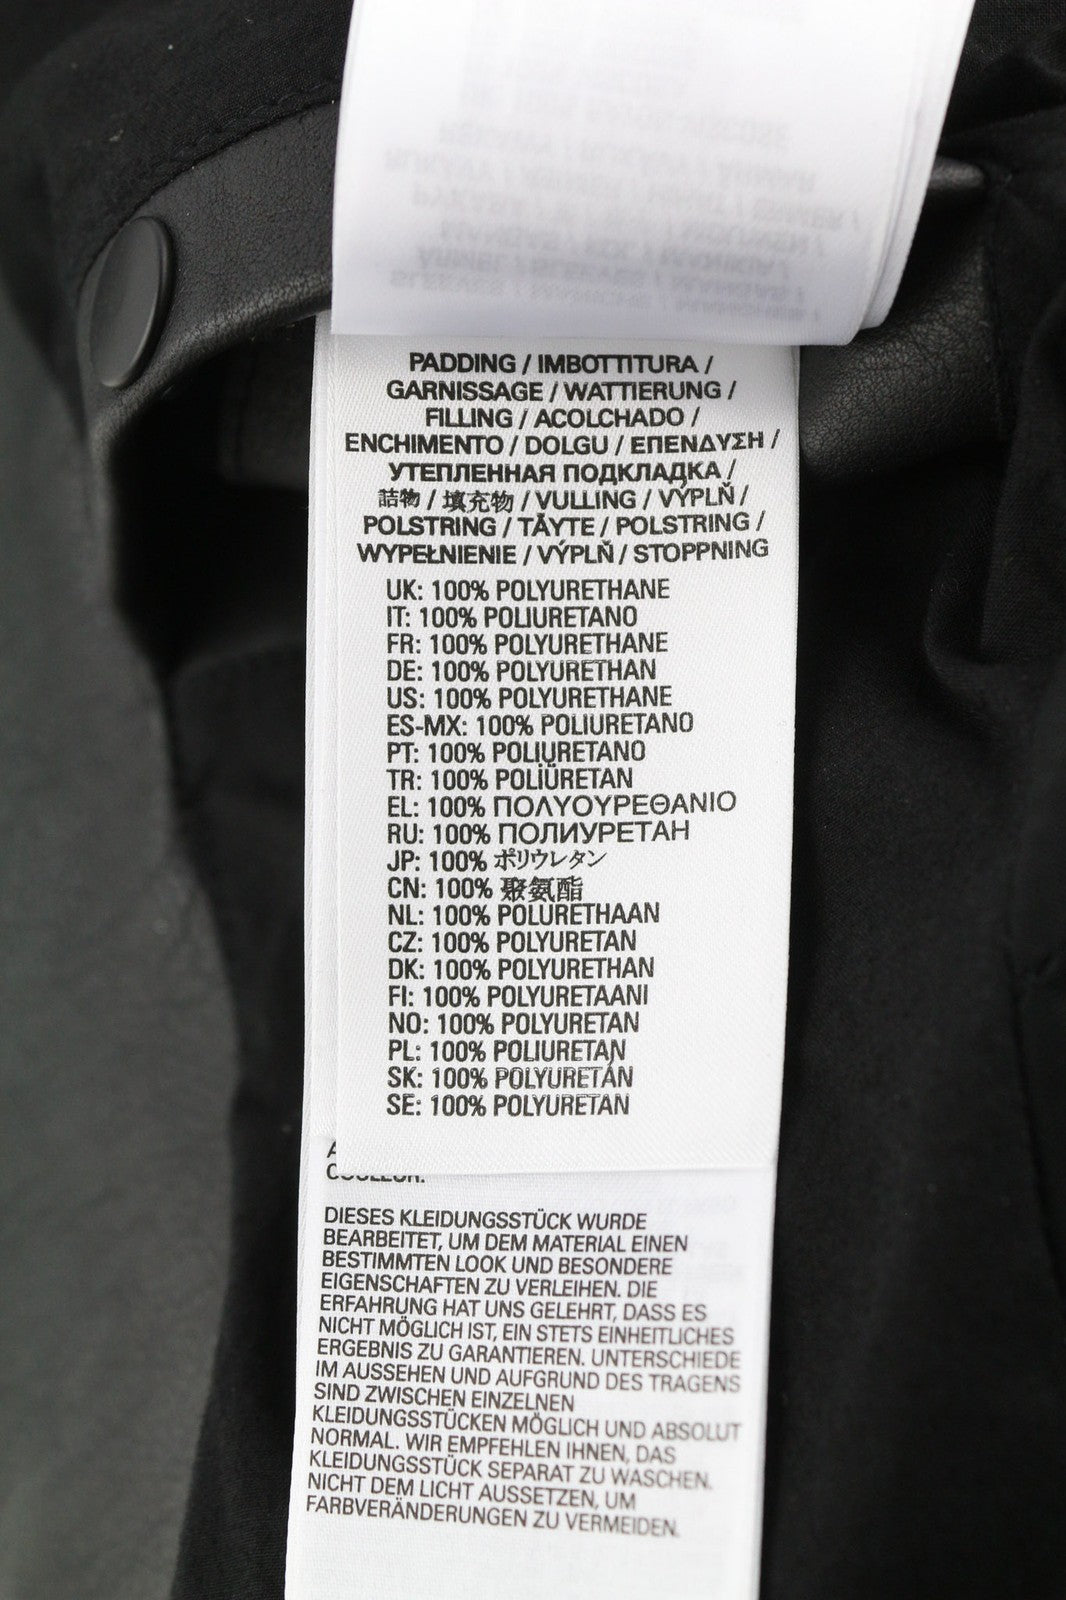 PADDING / IMBOTTITURA /
GARNISSAGE / WATTIERUNG /
FILLING / ACOLCHADO /
ENCHIMENTO / DOLGU / ΕΠΕΝΔΥΣΗ /
УТЕПЛЕННАЯ ПОДКЛАДКА /
詰物 / 填充物 / VULLING / VÝPLŇ /
POLSTRING / TÄYTE / POLSTRING /
WYPEŁNIENIE / VÝPLŇ / STOPPNING
UK: 100% POLYURETHANE
IT: 100% POLIURETANO
FR: 100% POLYURETHANE
DE: 100% POLYURETHAN
US: 100% POLYURETHANE
ES-MX: 100% POLIURETANO
PT: 100% POLIURETANO
TR: 100% POLİÜRETAN
EL: 100% ΠΟΛΥΟΥΡΕΘΑΝΙΟ
RU: 100% ПОЛИУРЕТАН
JP: 100% ポリウレタン
CN: 100% 聚氨酯
NL: 100% POLURETHAAN
CZ: 100% POLYURETAN
DK: 100% POLYURETHAN
FI: 100% POLYURETAANI
NO: 100% POLYURETAN
PL: 100% POLIURETAN
SK: 100% POLYURETÁN
SE: 100% POLYURETAN
COULEUR.
DIESES KLEIDUNGSSTÜCK WURDE
BEARBEITET, UM DEM MATERIAL EINEN
BESTIMMTEN LOOK UND BESONDERE
EIGENSCHAFTEN ZU VERLEIHEN. DIE
ERFAHRUNG HAT UNS GELEHRT, DASS ES
NICHT MÖGLICH IST, EIN STETS EINHEITLICHES
ERGEBNIS ZU GARANTIEREN. UNTERSCHIEDE
IM AUSSEHEN UND AUFGRUND DES TRAGENS
SIND ZWISCHEN EINZELNEN
KLEIDUNGSSTÜCKEN MÖGLICH UND ABSOLUT
NORMAL. WIR EMPFEHLEN IHNEN, DAS
KLEIDUNGSSTÜCK SEPARAT ZU WASCHEN.
NICHT DEM LICHT AUSSETZEN, UM
FARBVERÄNDERUNGEN ZU VERMEIDEN.